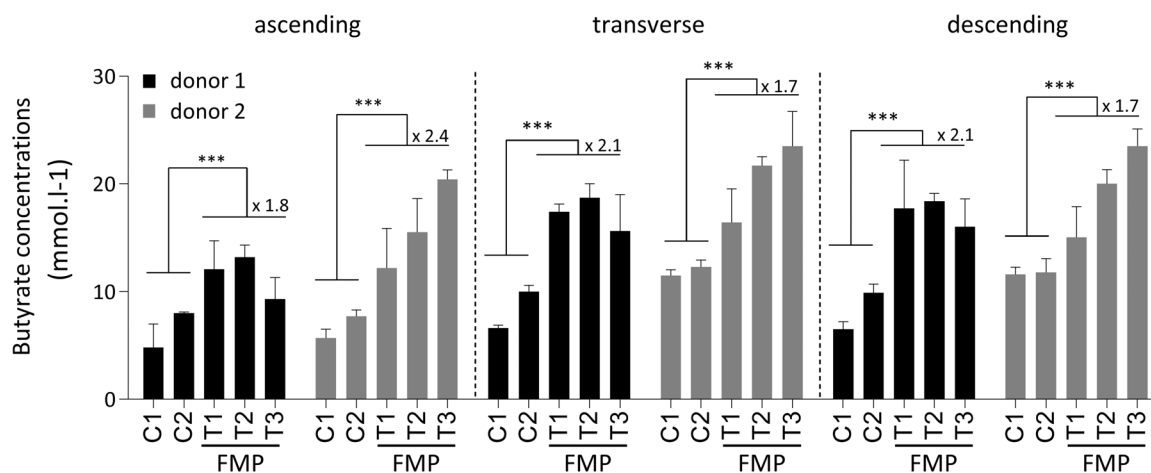 ascending transverse descending
Butyrate concentrations
(mmol.l-1)
30
20
10
0
donor 1
donor 2
*** x 1.8
*** x 2.4
*** x 2.1
*** x 1.7
*** x 2.1
*** x 1.7
C1 C2 T1 T2 T3 C1 C2 T1 T2 T3 C1 C2 T1 T2 T3 C1 C2 T1 T2 T3 C1 C2 T1 T2 T3 C1 C2 T1 T2 T3
FMP FMP FMP FMP FMP FMP